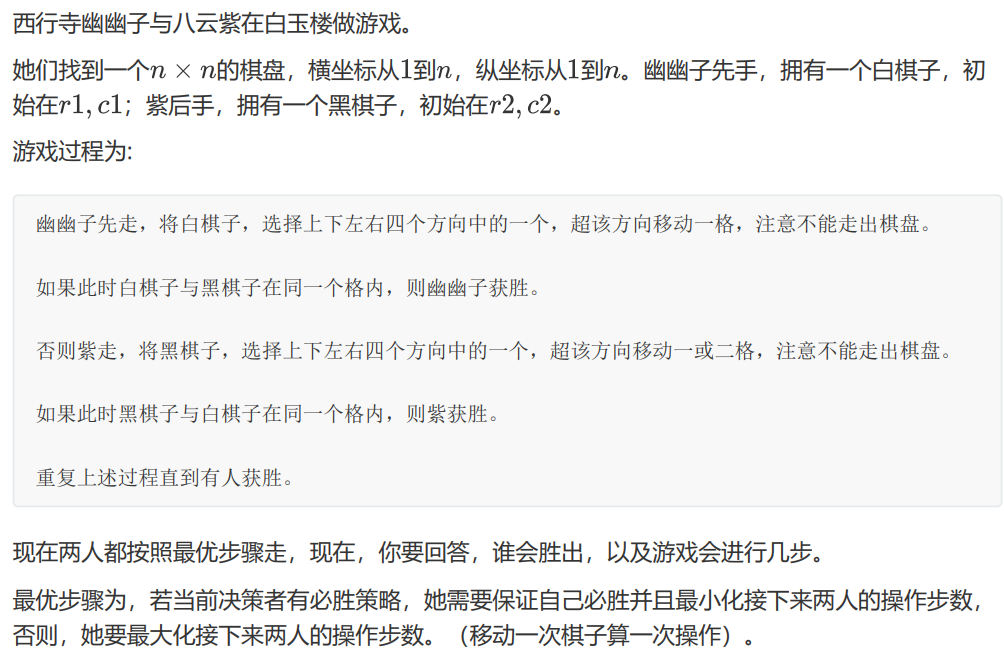 西行寺幽幽子与八云紫在白玉楼做游戏。
她们找到一个n × n的棋盘，横坐标从1到n，纵坐标从1到n。幽幽子先手，拥有一个白棋子，初
始在r1, c1；紫后手，拥有一个黑棋子，初始在r2, c2。
游戏过程为:
幽幽子先走，将白棋子，选择上下左右四个方向中的一个，超该方向移动一格，注意不能走出棋盘。
如果此时白棋子与黑棋子在同一个格内，则幽幽子获胜。
否则紫走，将黑棋子，选择上下左右四个方向中的一个，超该方向移动一或二格，注意不能走出棋盘。
如果此时黑棋子与白棋子在同一个格内，则紫获胜。
重复上述过程直到有人获胜。
现在两人都按照最优步骤走，现在，你要回答，谁会胜出，以及游戏会进行几步。
最优步骤为，若当前决策者有必胜策略，她需要保证自己必胜并且最小化接下来两人的操作步数，
否则，她要最大化接下来两人的操作步数。（移动一次棋子算一次操作）。